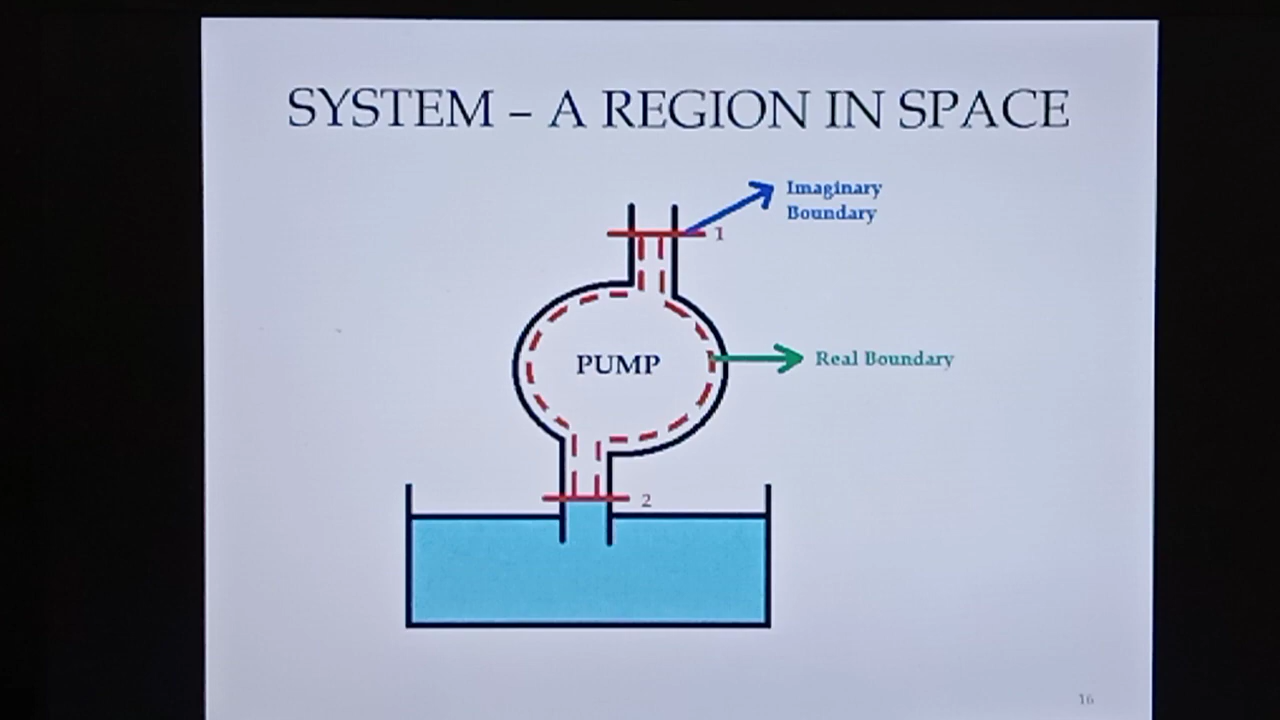 SYSTEM – A REGION IN SPACE
Imaginary
Boundary
1
PUMP
Real Boundary
2
16